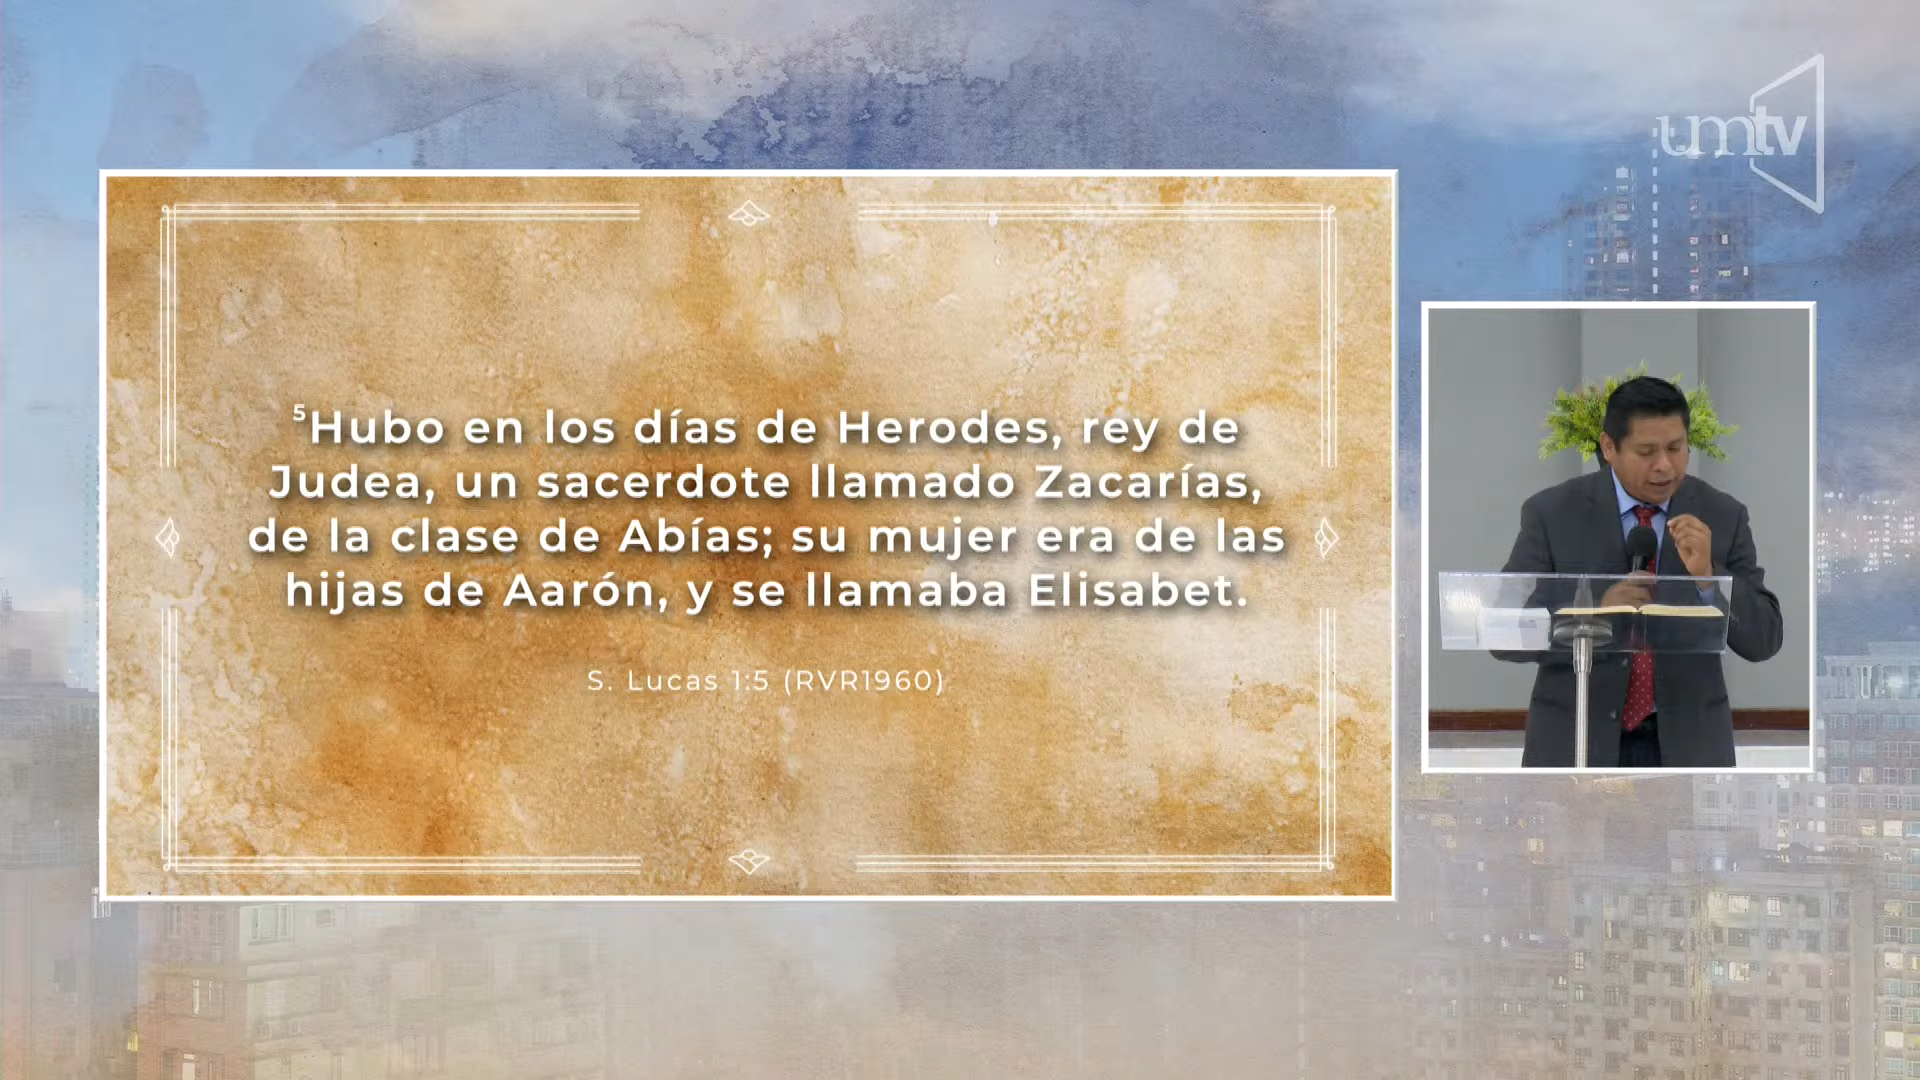 umtv
⁵Hubo en los días de Herodes, rey de
Judea, un sacerdote llamado Zacarías,
de la clase de Abías; su mujer era de las
hijas de Aarón, y se llamaba Elisabet.
S. Lucas 1:5 (RVR1960)